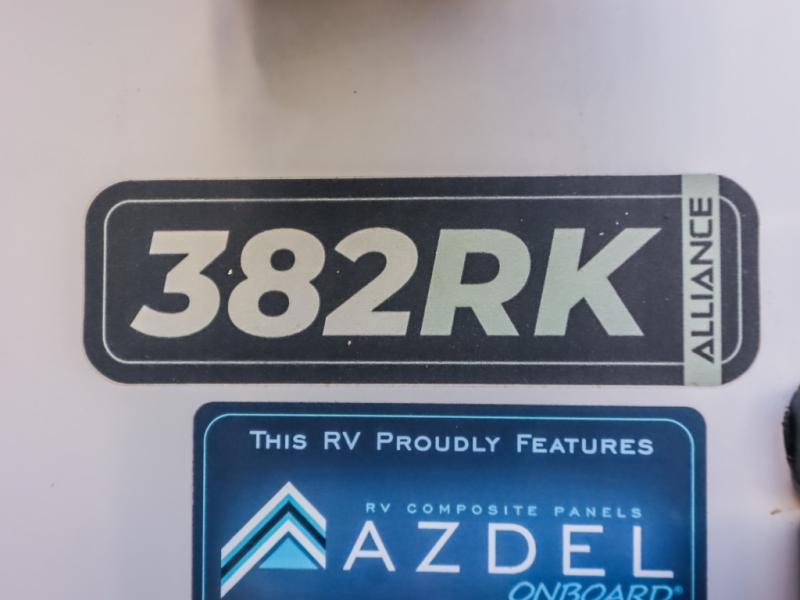 382RK
ALLIANCE
THIS RV PROUDLY FEATURES
RV COMPOSITE PANELS
AZDEL
ONBOARD®